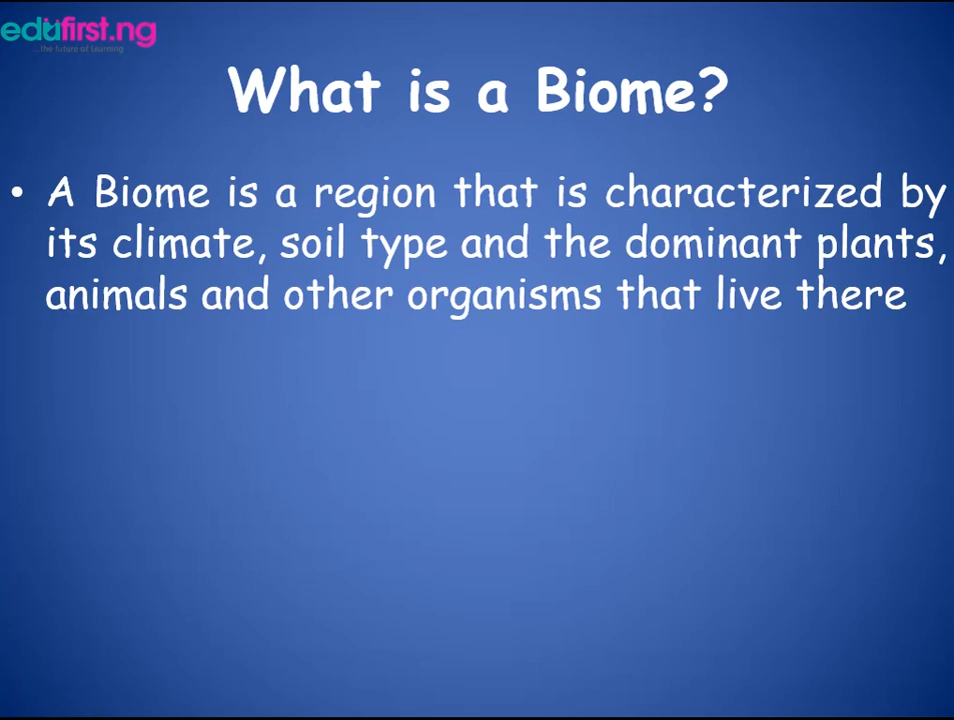 edufirst.ng
...the future of Learning
What is a Biome?
• A Biome is a region that is characterized by
its climate, soil type and the dominant plants,
animals and other organisms that live there